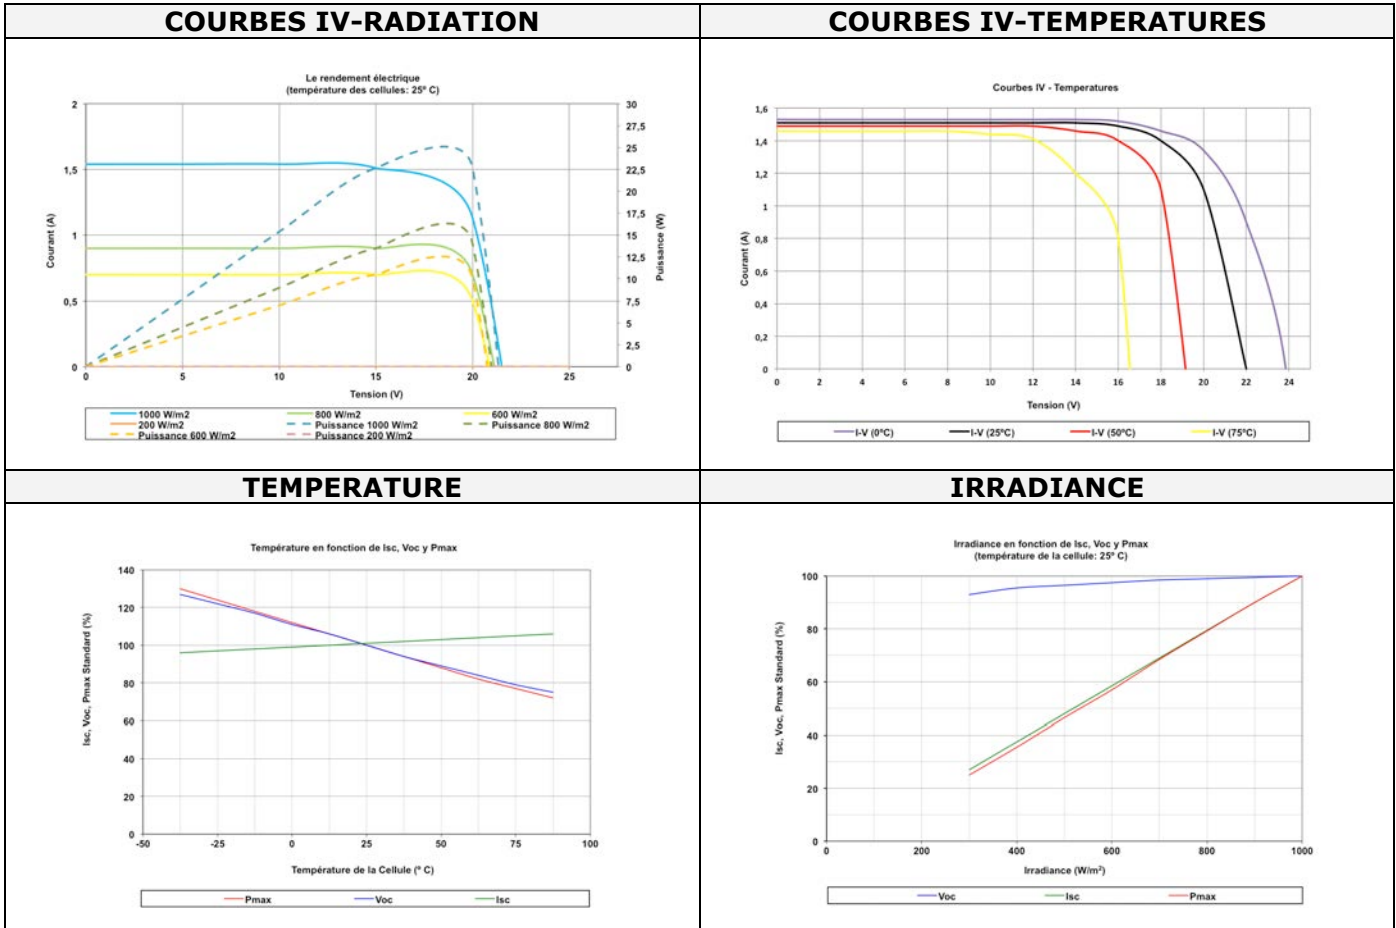 COURBES IV-RADIATION
COURBES IV-TEMPERATURES
Le rendement électrique
(température des cellules: 25º C)
2
1,5
1
0,5
0
30
27,5
25
22,5
20
17,5
15
12,5
10
7,5
5
2,5
0
0 5 10 15 20 25
Courant (A)
Puissance (W)
Tension (V)
1000 W/m2 800 W/m2 600 W/m2
200 W/m2 Puissance 1000 W/m2 Puissance 800 W/m2
Puissance 600 W/m2 Puissance 200 W/m2
Courbes IV - Temperatures
1,6
1,4
1,2
1
0,8
0,6
0,4
0,2
0
0 2 4 6 8 10 12 14 16 18 20 22 24
Courant (A)
Tension (V)
I-V (0ºC) I-V (25ºC) I-V (50ºC) I-V (75ºC)
TEMPERATURE
IRRADIANCE
Température en fonction de Isc, Voc y Pmax
140
120
100
80
60
40
20
0
-50 -25 0 25 50 75 100
Isc, Voc, Pmax Standard (%)
Température de la Cellule (º C)
Pmax Voc Isc
Irradiance en fonction de Isc, Voc y Pmax
(température de la cellule: 25º C)
100
80
60
40
20
0
0 200 400 600 800 1000
Isc, Voc, Pmax Standard (%)
Irradiance (W/m²)
Voc Isc Pmax